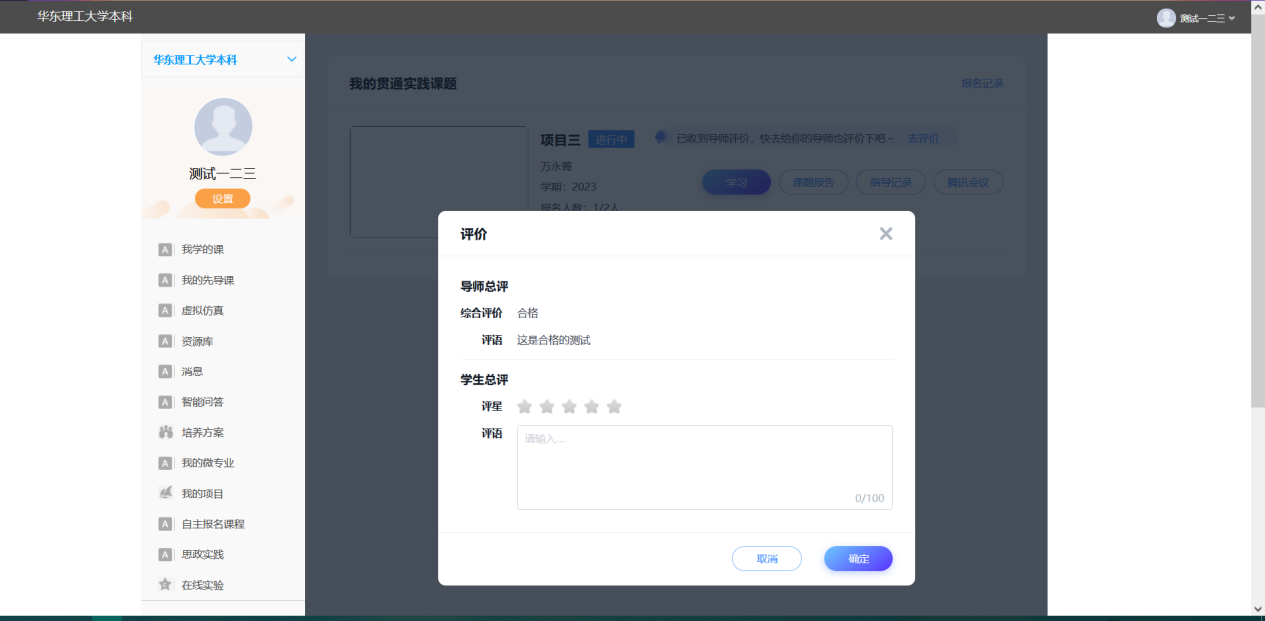 华东理工大学本科
测试一二三
华东理工大学本科
测试一二三
设置
A 我学的课
A 我的先导课
A 虚拟仿真
A 资源库
A 消息
A 智能问答
培养方案
A 我的微专业
我的项目
A 自主报名课程
A 思政实践
在线实验
我的贯通实践课题
报名记录
项目三 进行中 已收到导师评价，快去给你的导师也评价下吧~ 去评价
万永菁
学期：2023
学习 课题报告 指导记录 腾讯会议
报名人数：1/2人
评价
导师总评
综合评价 合格
评语 这是合格的测试
学生总评
评星
评语 请输入...
0/100
取消 确定